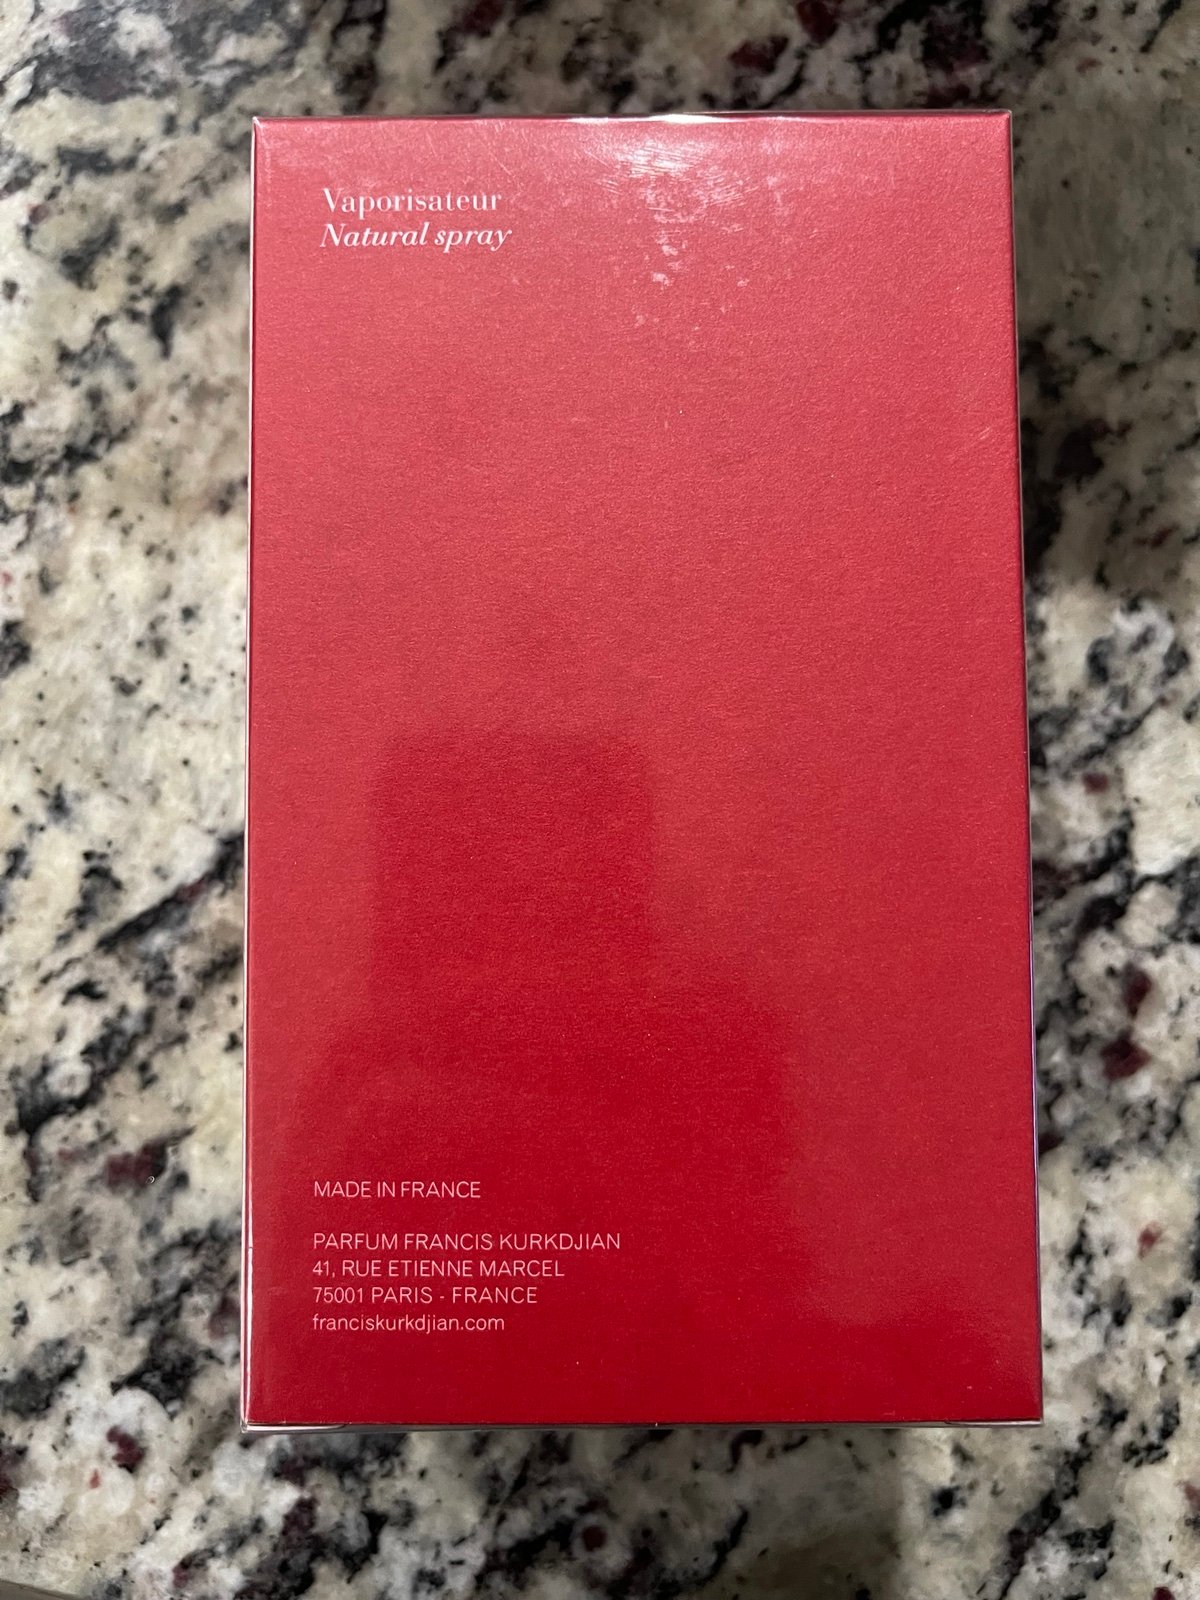 Vaporisateur
Natural spray
MADE IN FRANCE
PARFUM FRANCIS KURKDJIAN
41, RUE ETIENNE MARCEL
75001 PARIS - FRANCE
franciskurkdjian.com